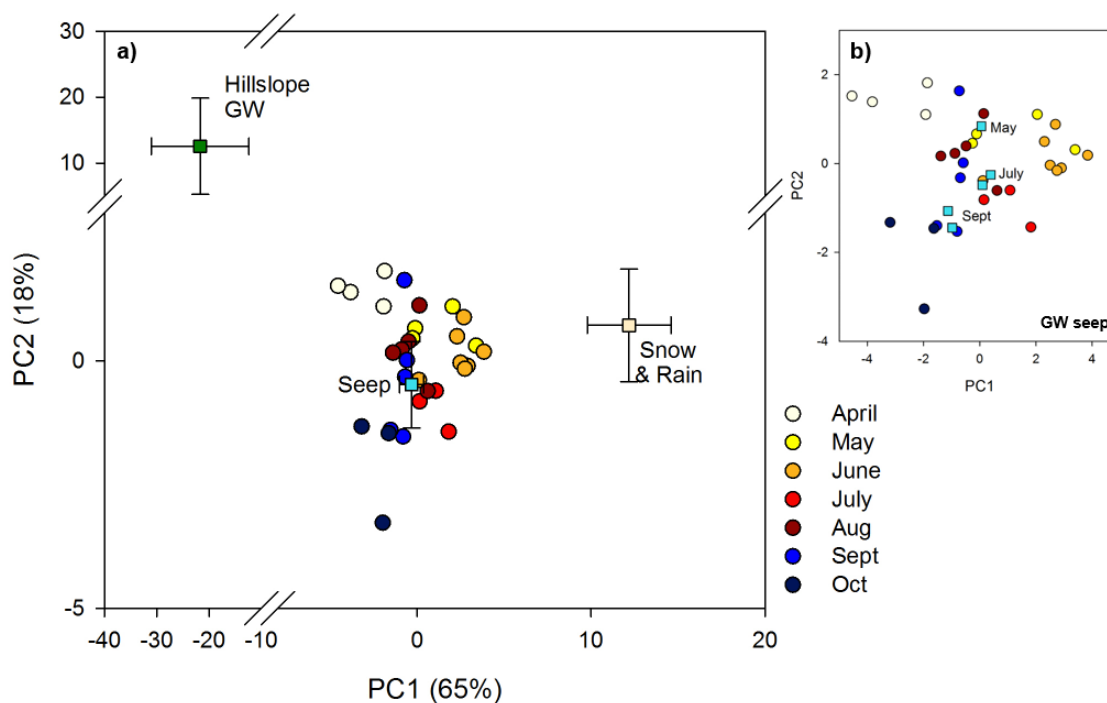 a)
30
20
10
0
-5
PC2 (18%)
Hillslope
GW
Seep
Snow
& Rain
-40 -30 -20 -10 0 10 20
PC1 (65%)
b)
2
0
-2
-4
PC2
May
July
Sept
GW seep
-4 -2 0 2 4
PC1
April
May
June
July
Aug
Sept
Oct